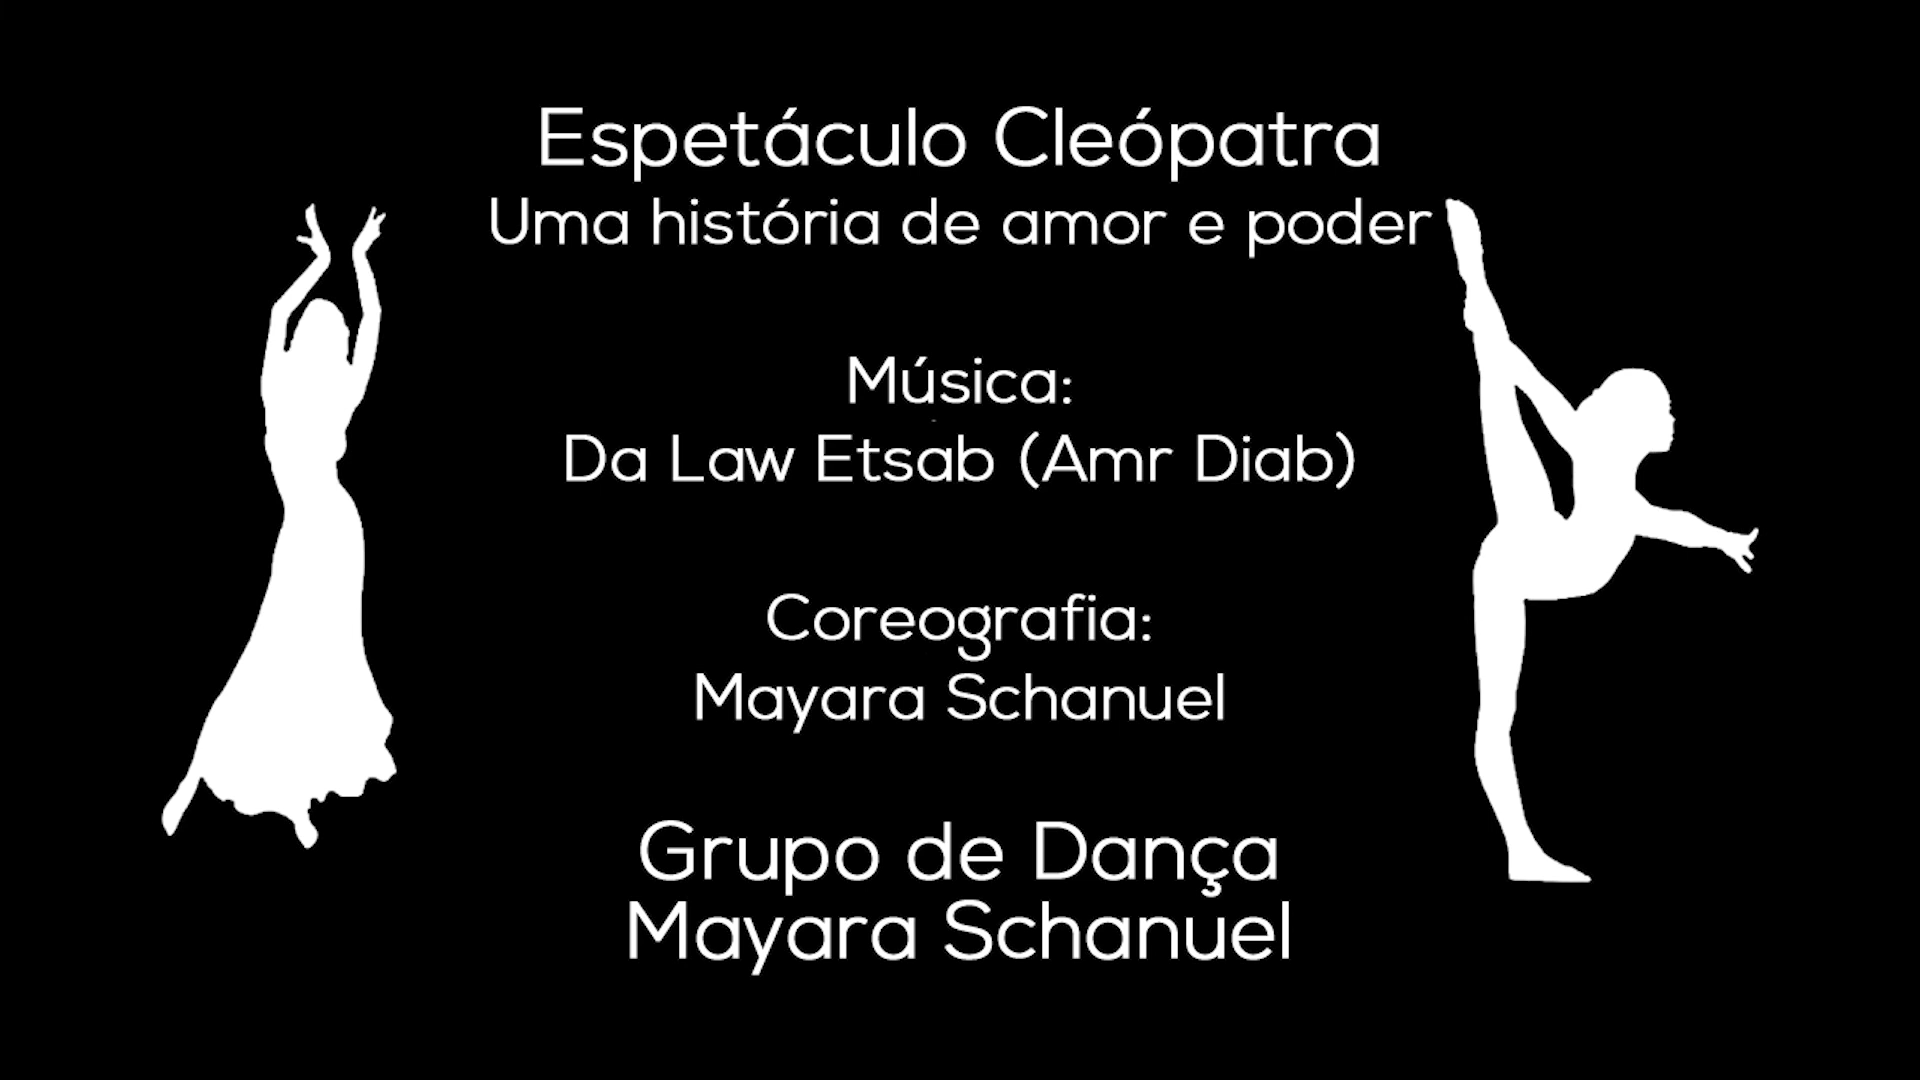 Espetáculo Cleópatra
Uma história de amor e poder
Música:
Da Law Etsab (Amr Diab)
Coreografia:
Mayara Schanuel
Grupo de Dança
Mayara Schanuel